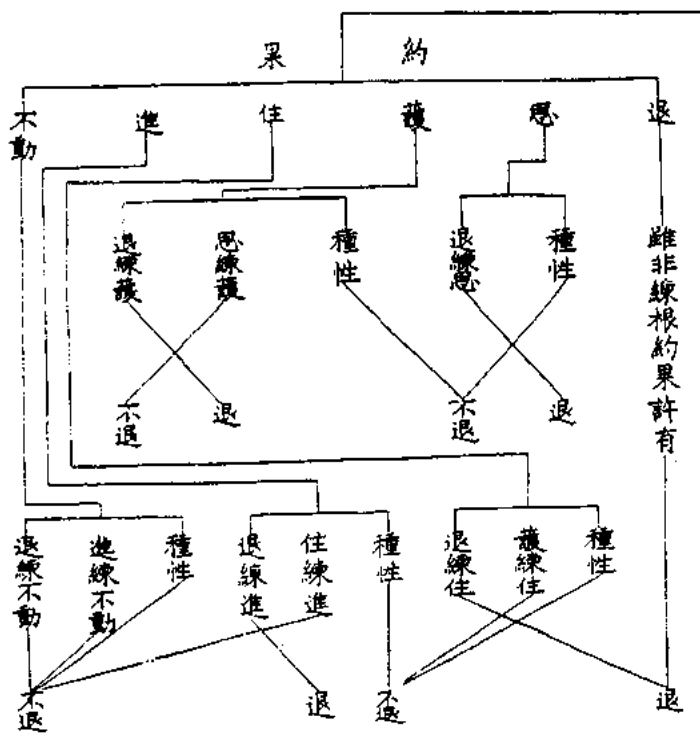 約果
退
思
護
住
進
不動
雖非練根約果許有
種性
退練思
種性
思練護
退練護
退
不退
退
不退
種性
護練住
退練住
種性
住練進
退練進
種性
進練不動
退練不動
退
不退
退
不退